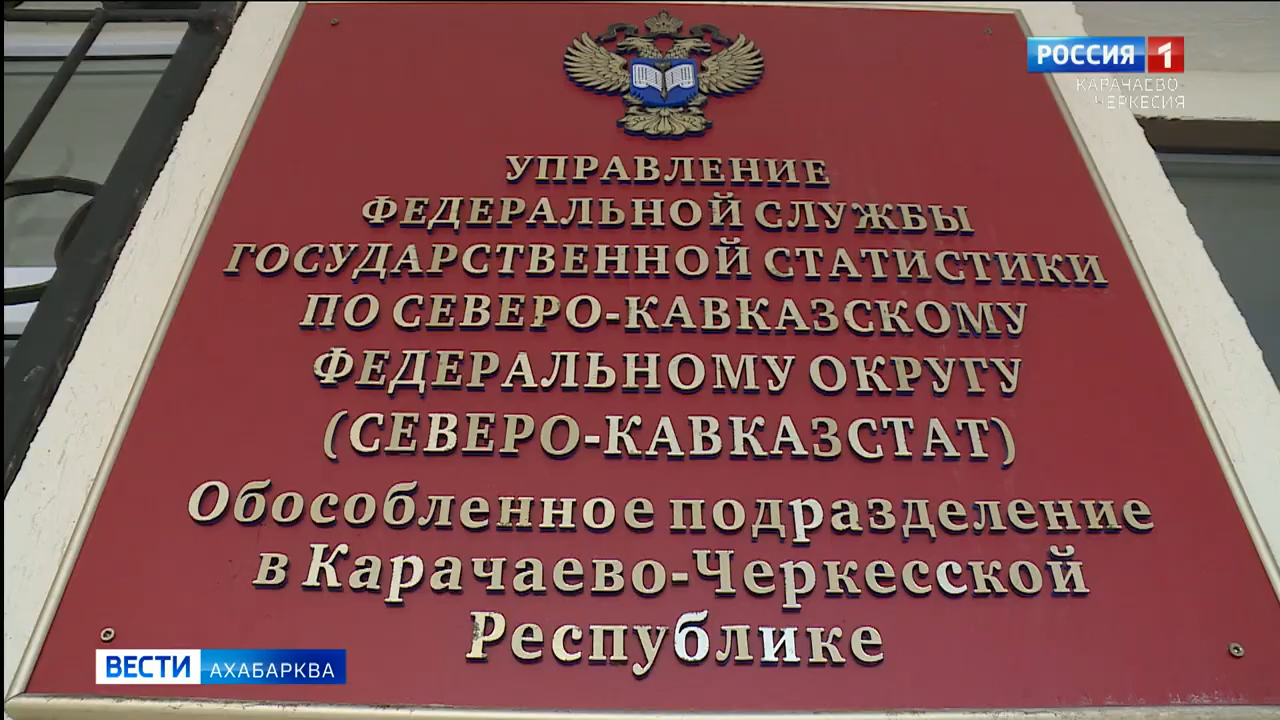 РОССИЯ 1
КАРАЧАЕВО-
ЧЕРКЕСИЯ
УПРАВЛЕНИЕ
ФЕДЕРАЛЬНОЙ СЛУЖБЫ
ГОСУДАРСТВЕННОЙ СТАТИСТИКИ
ПО СЕВЕРО-КАВКАЗСКОМУ
ФЕДЕРАЛЬНОМУ ОКРУГУ
(СЕВЕРО-КАВКАЗСТАТ)
Обособленное подразделение
в Карачаево-Черкесской
Республике
ВЕСТИ АХАБАРКВА